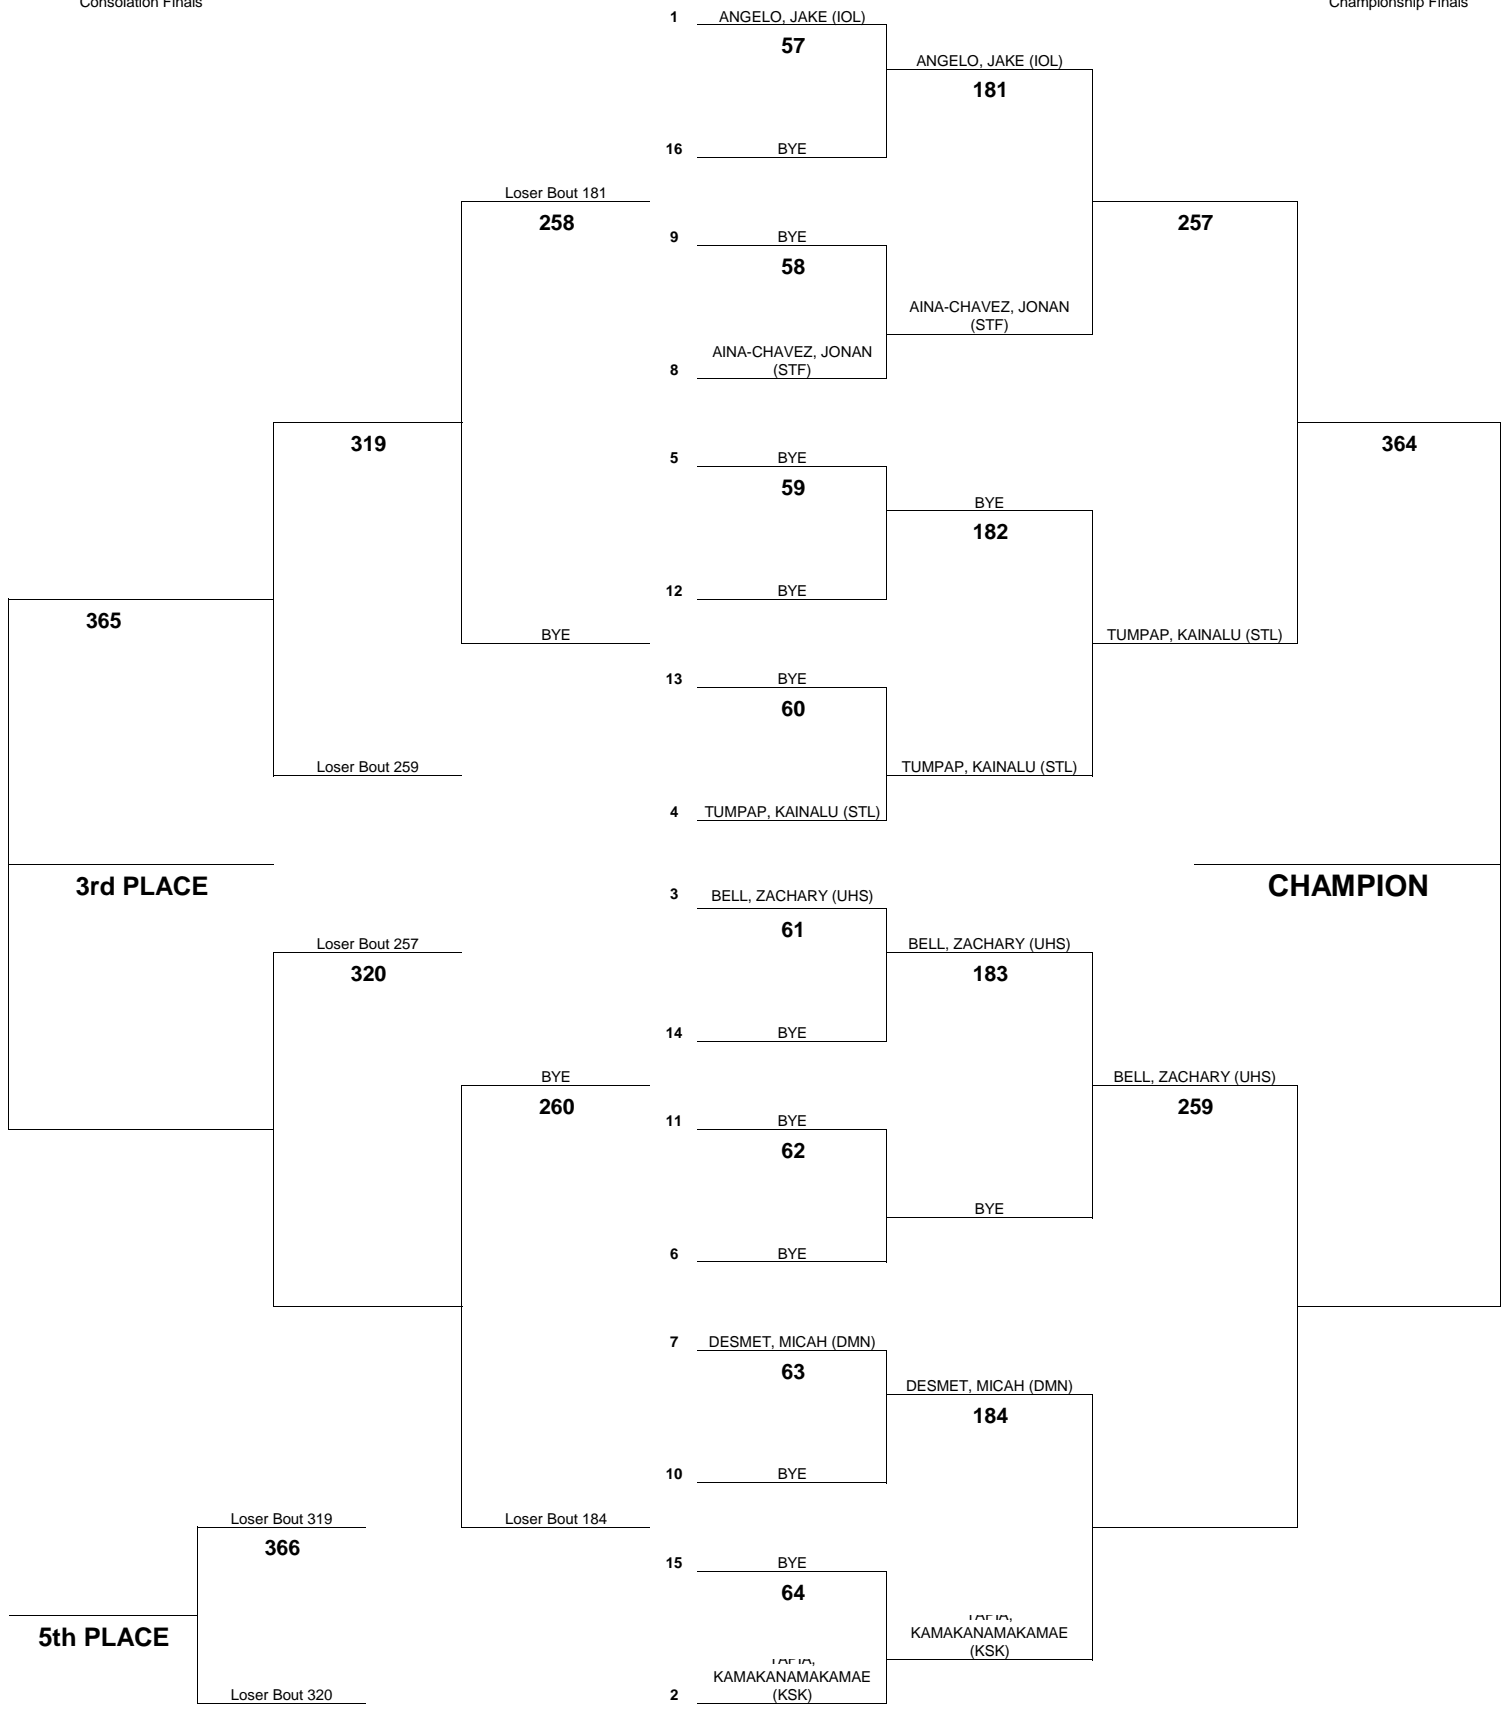 Consolation Finals
Championship Finals
1 ANGELO, JAKE (IOL)
57
ANGELO, JAKE (IOL)
181
16 BYE
Loser Bout 181
258
9 BYE
257
58
AINA-CHAVEZ, JONAN
(STF)
AINA-CHAVEZ, JONAN
8 (STF)
319
5 BYE
364
59
BYE
182
12 BYE
365
BYE
TUMPAP, KAINALU (STL)
13 BYE
60
Loser Bout 259
TUMPAP, KAINALU (STL)
4 TUMPAP, KAINALU (STL)
3rd PLACE
CHAMPION
3 BELL, ZACHARY (UHS)
61
Loser Bout 257
BELL, ZACHARY (UHS)
320
183
14 BYE
BYE
BELL, ZACHARY (UHS)
260
259
11 BYE
62
BYE
6 BYE
7 DESMET, MICAH (DMN)
63
DESMET, MICAH (DMN)
184
10 BYE
Loser Bout 319
Loser Bout 184
366
15 BYE
64
5th PLACE
KAMAKANAMAKAMAE
(KSK)
KAMAKANAMAKAMAE
Loser Bout 320
2 (KSK)